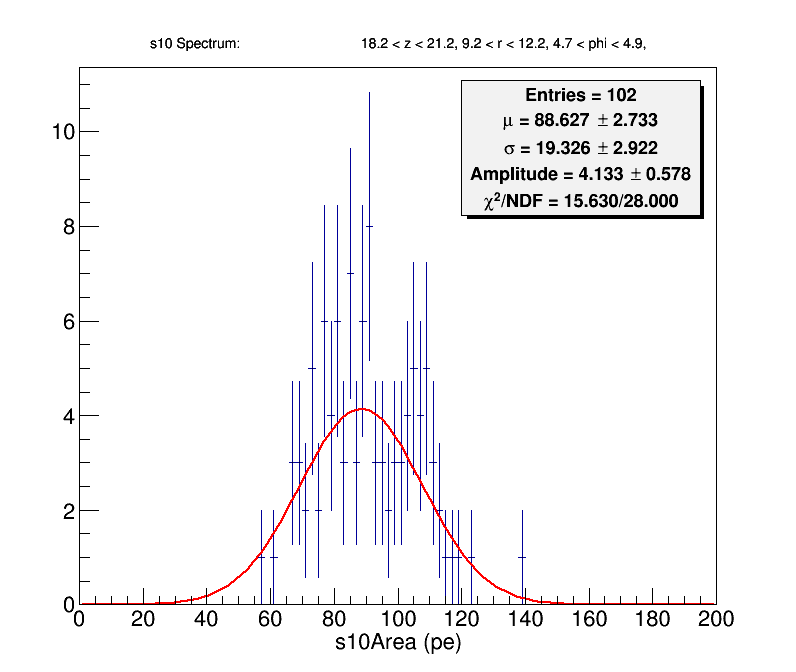 s10 Spectrum: 18.2 < z < 21.2, 9.2 < r < 12.2, 4.7 < phi < 4.9,
Entries = 102
μ = 88.627 ± 2.733
σ = 19.326 ± 2.922
Amplitude = 4.133 ± 0.578
χ²/NDF = 15.630/28.000
10
8
6
4
2
0
0 20 40 60 80 100 120 140 160 180 200
s10Area (pe)